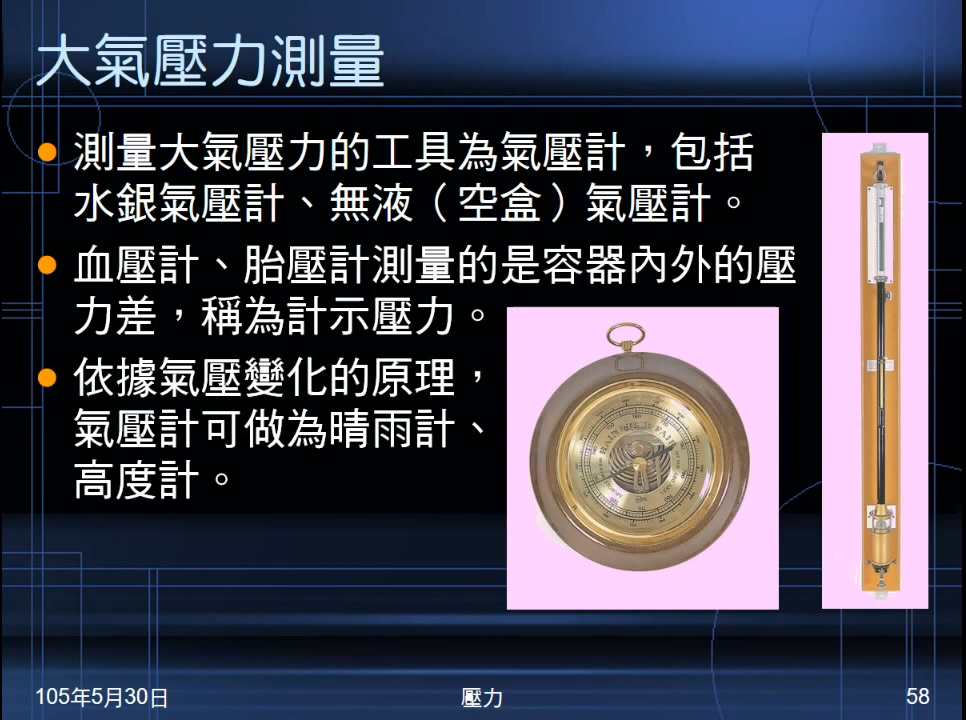 大氣壓力測量
測量大氣壓力的工具為氣壓計，包括
水銀氣壓計、無液（空盒）氣壓計。
血壓計、胎壓計測量的是容器內外的壓
力差，稱為計示壓力。
依據氣壓變化的原理，
氣壓計可做為晴雨計、
高度計。
RAIN
FAIR
105年5月30日
壓力
58